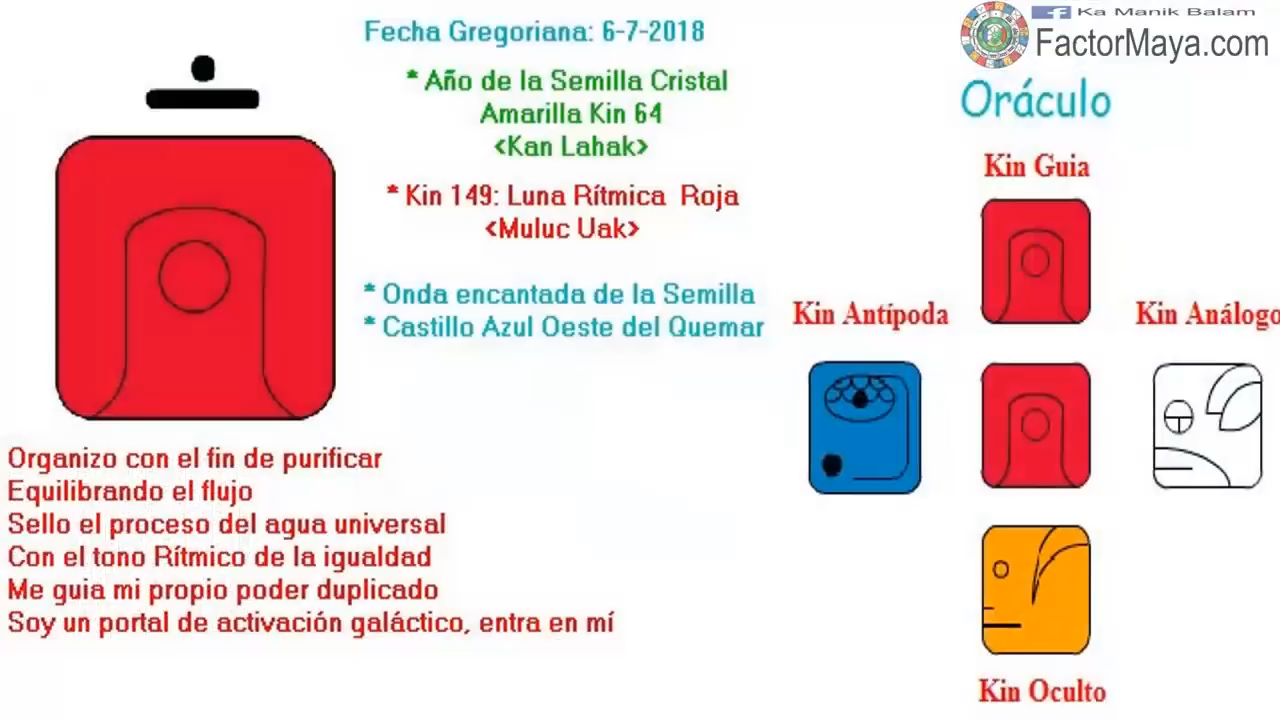 Fecha Gregoriana: 6-7-2018
* Año de la Semilla Cristal
Amarilla Kin 64
<Kan Lahak>
* Kin 149: Luna Rítmica Roja
<Muluc Uak>
* Onda encantada de la Semilla
* Castillo Azul Oeste del Quemar
Organizo con el fin de purificar
Equilibrando el flujo
Sello el proceso del agua universal
Con el tono Rítmico de la igualdad
Me guia mi propio poder duplicado
Soy un portal de activación galáctico, entra en mí
f Ka Manik Balam
FactorMaya.com
Oráculo
Kin Guia
Kin Antípoda
Kin Análogo
Kin Oculto